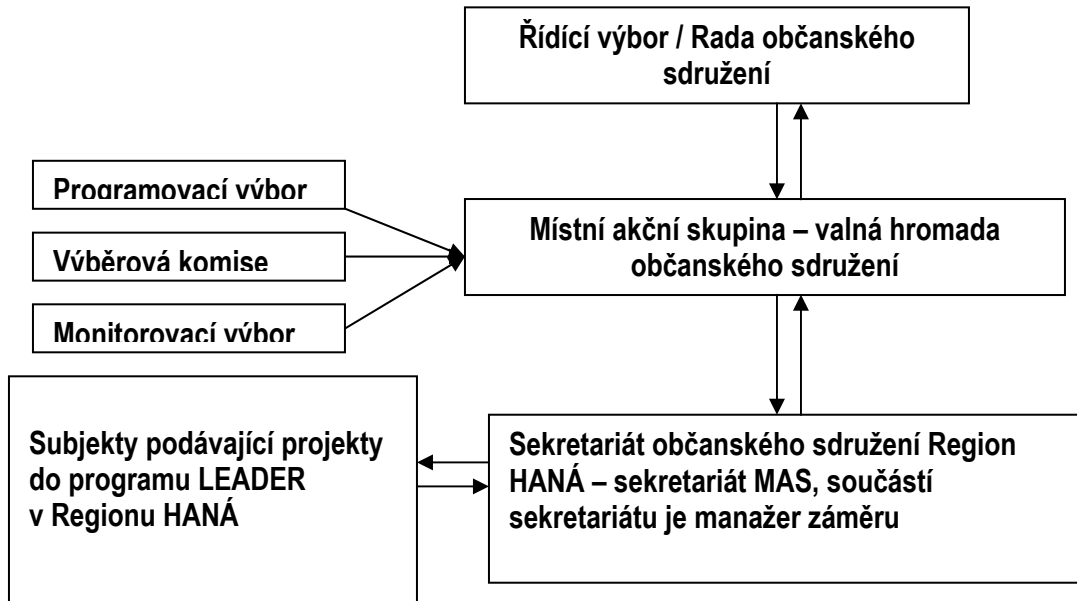 Řídící výbor / Rada občanského
sdružení
Programovací výbor
Výběrová komise
Monitorovací výbor
Místní akční skupina – valná hromada
občanského sdružení
Subjekty podávající projekty
do programu LEADER
v Regionu HANÁ
Sekretariát občanského sdružení Region
HANÁ – sekretariát MAS, součástí
sekretariátu je manažer záměru